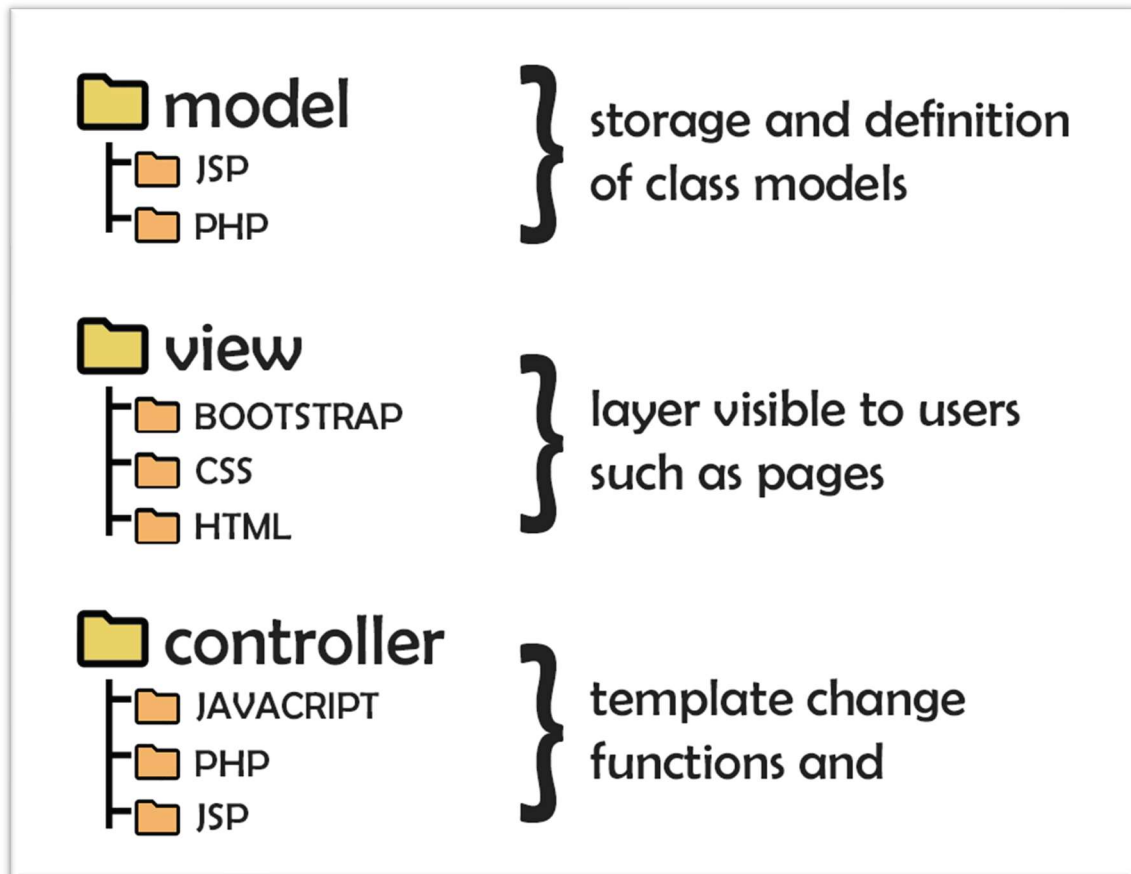 model
JSP
PHP
storage and definition
of class models
view
BOOTSTRAP
CSS
HTML
layer visible to users
such as pages
controller
JAVACRIPT
PHP
JSP
template change
functions and